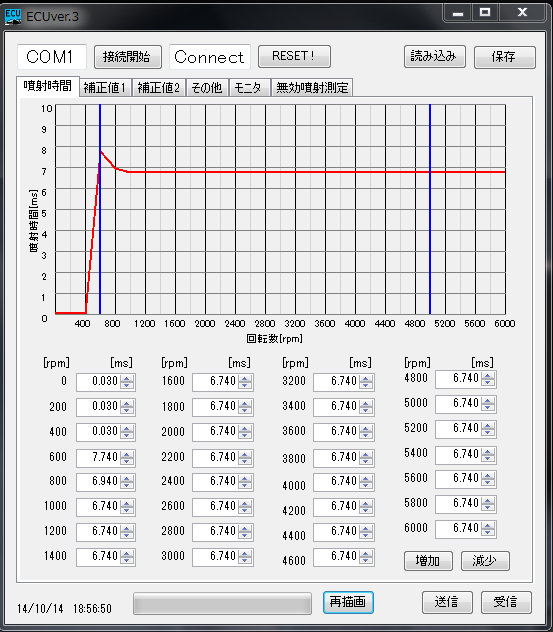 ECUver.3
COM1 接続開始 Connect RESET! 読み込み 保存
噴射時間 補正値1 補正値2 その他 モニタ 無効噴射測定
噴射時間[ms]
10
9
8
7
6
5
4
3
2
1
0
400 800 1200 1600 2000 2400 2800 3200 3600 4000 4400 4800 5200 5600 6000
回転数[rpm]
[rpm] [ms] [rpm] [ms] [rpm] [ms] [rpm] [ms]
0 0.030 1600 6.740 3200 6.740 4800 6.740
200 0.030 1800 6.740 3400 6.740 5000 6.740
400 0.030 2000 6.740 3600 6.740 5200 6.740
600 7.740 2200 6.740 3800 6.740 5400 6.740
800 6.940 2400 6.740 4000 6.740 5600 6.740
1000 6.740 2600 6.740 4200 6.740 5800 6.740
1200 6.740 2800 6.740 4400 6.740 6000 6.740
1400 6.740 3000 6.740 4600 6.740 増加 減少
14/10/14 18:56:50 再描画 送信 受信